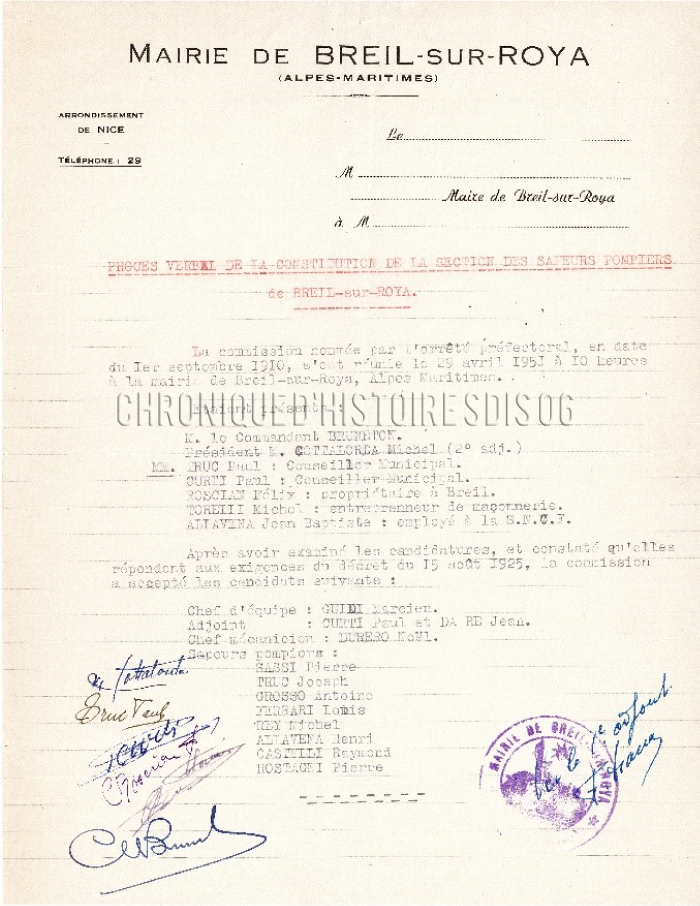 MAIRIE DE BREIL-SUR-ROYA
(ALPES-MARITIMES)
ARRONDISSEMENT
DE NICE
TÉLÉPHONE : 29
Le
M
Maire de Breil-sur-Roya
à M
PROCES VERBAL DE LA CONSTITUTION DE LA SECTION DES SAPEURS POMPIERS
de BREIL-sur-ROYA.
La commission nommée par l'arrêté préfectoral, en date
du 1er septembre 1910, s'est réunie le 29 avril 1951 à 10 heures
à la mairie de Breil-sur-Roya, Alpes Maritimes.
CHRONIQUE D'HISTOIRE SDIS 06
Etaient présents :
M. le Commandant
Président M. COTTALORDA Michel (2° adj.)
MM. TRUC Paul : Conseiller Municipal.
CURTI Paul : Conseiller Municipal.
ROSCIAN Félix : propriétaire à Breil.
TORELLI Michel : entreprenneur de maçonnerie.
ALTAVINA Jean Baptiste : employé à la S.N.C.F.
Après avoir examiné les candidatures, et constaté qu'elles
répondent aux exigences du décret du 15 août 1925, la commission
a accepté les candidats suivants :
Chef d'équipe : GUIDI Marcien.
Adjoint : CURTI Paul et DA RE Jean.
Chef mécanicien : DURERO Noël.
Sapeurs pompiers :
SASSI Pierre
TRUC Joseph
GROSSO Antoine
FERRARI Louis
REY Michel
ALTAVENA Henri
CASTELLI Raymond
ROSTAGNI Pierre
Truc Paul
MAIRIE DE BREIL-SUR-ROYA